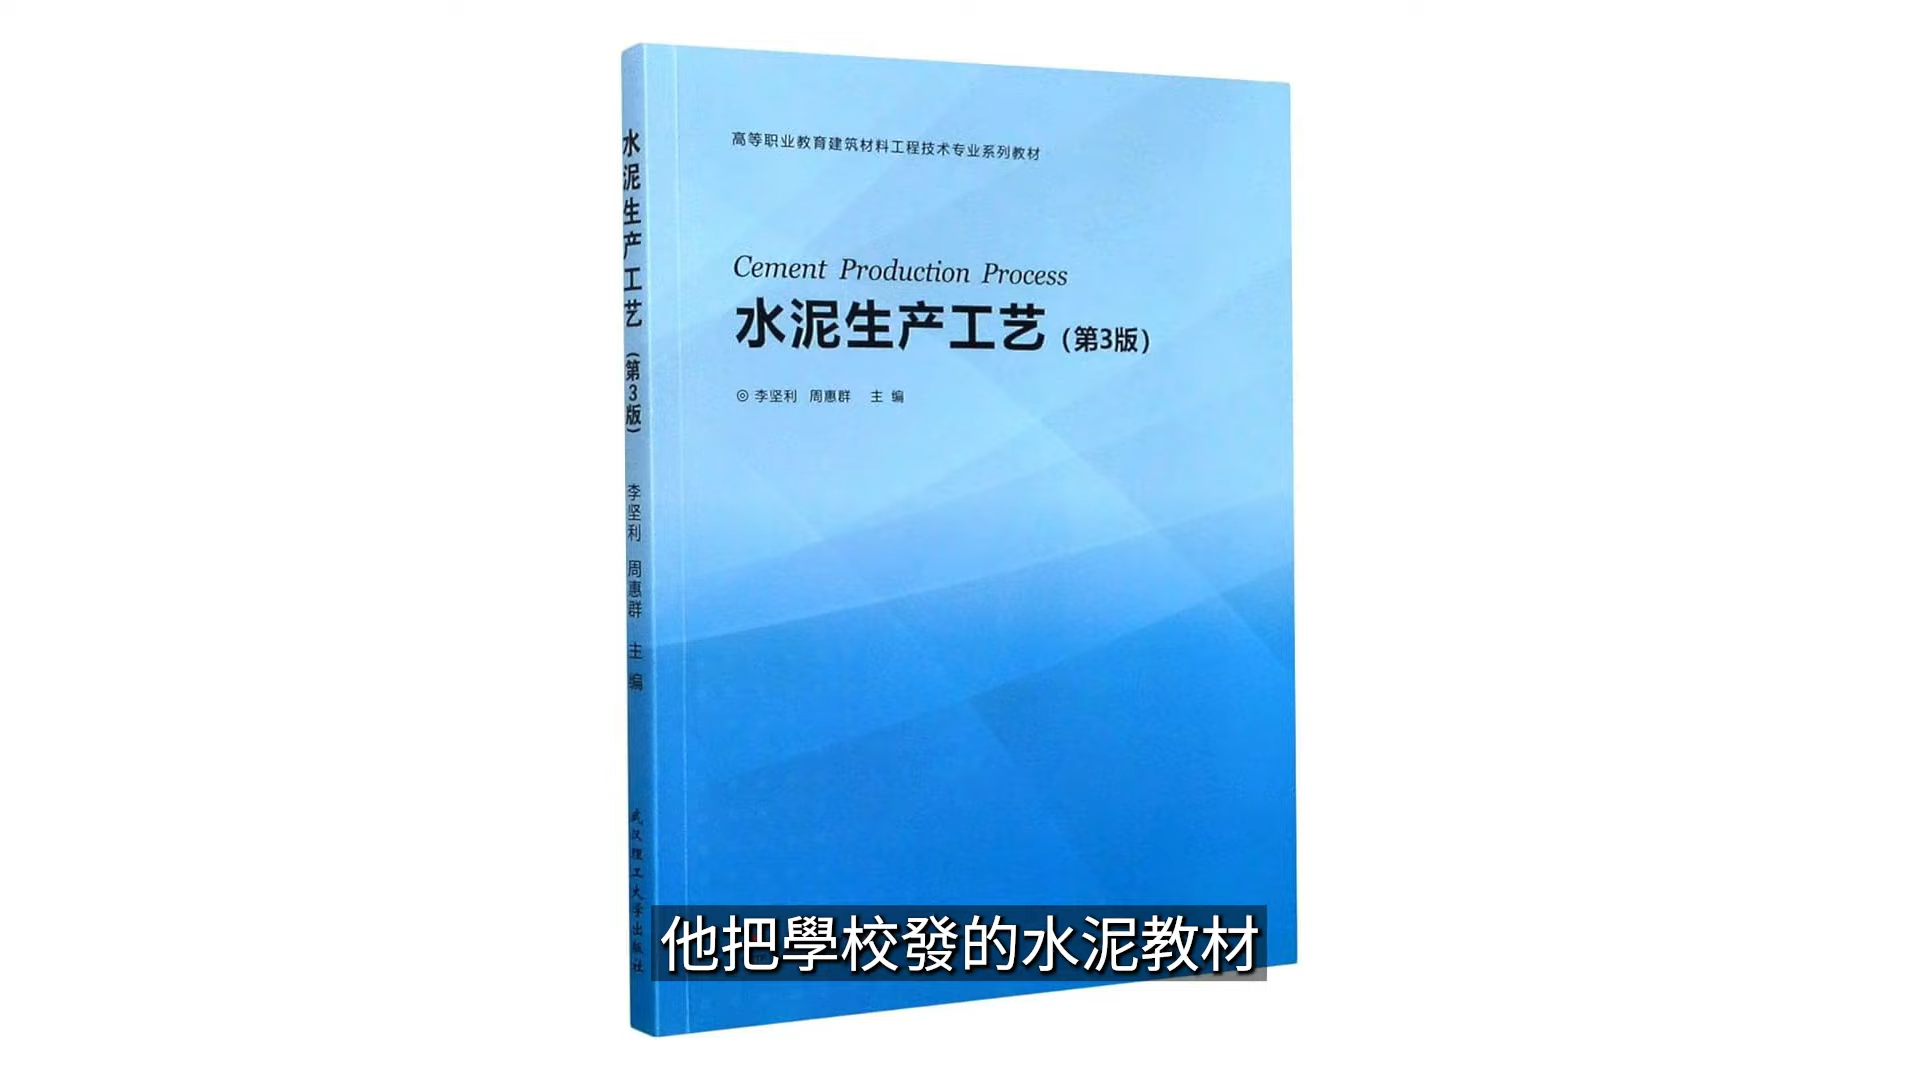 水泥生产工艺（第3版） 李坚利 周惠群 主编 武汉理工大学出版社
高等职业教育建筑材料工程技术专业系列教材
Cement Production Process
水泥生产工艺（第3版）
◎ 李坚利 周惠群 主 编
他把學校發的水泥教材